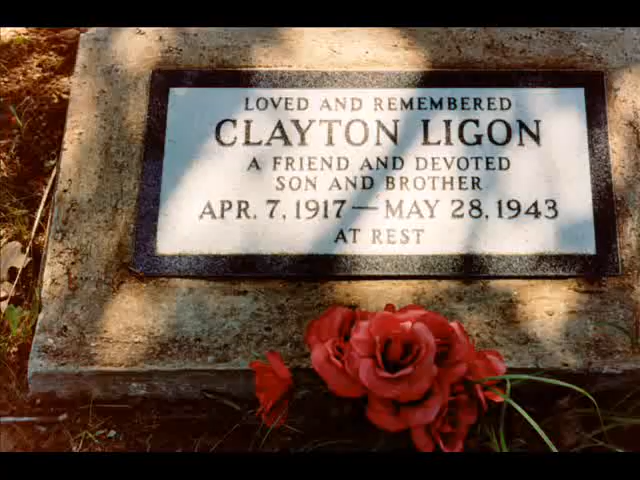 LOVED AND REMEMBERED
CLAYTON LIGON
A FRIEND AND DEVOTED
SON AND BROTHER
APR. 7, 1917 — MAY 28, 1943
AT REST